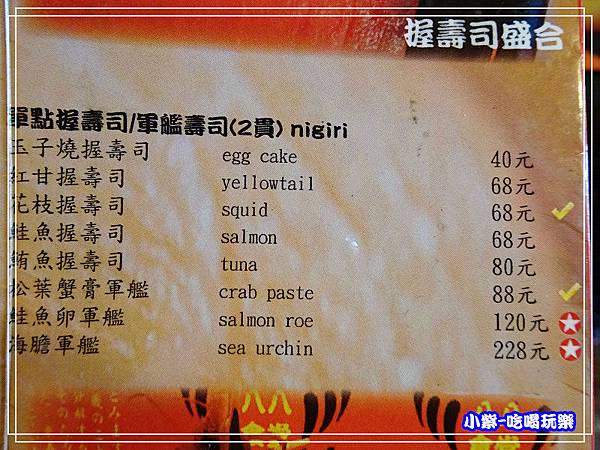 握壽司盛合
單點握壽司/軍艦壽司(2貫) nigiri
玉子燒握壽司 egg cake 40元
紅甘握壽司 yellowtail 68元
花枝握壽司 squid 68元
鮭魚握壽司 salmon 68元
鮪魚握壽司 tuna 80元
松葉蟹膏軍艦 crab paste 88元
鮭魚卵軍艦 salmon roe 120元
海膽軍艦 sea urchin 228元
小紫-吃喝玩樂